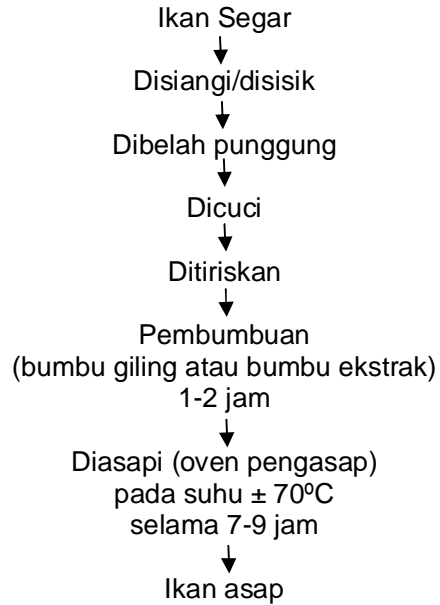 Ikan Segar
Disiangi/disisik
Dibelah punggung
Dicuci
Ditiriskan
Pembumbuan
(bumbu giling atau bumbu ekstrak)
1-2 jam
Diasapi (oven pengasap)
pada suhu ± 70ºC
selama 7-9 jam
Ikan asap